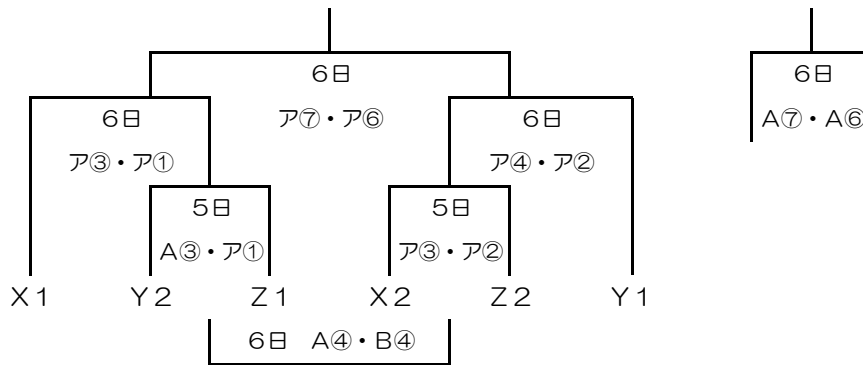 6日 6日
6日 ア⑦・ア⑥ 6日 A⑦・A⑥
ア③・ア① ア④・ア②
5日 5日
A③・ア① ア③・ア②
X1 Y2 Z1 X2 Z2 Y1
6日 A④・B④